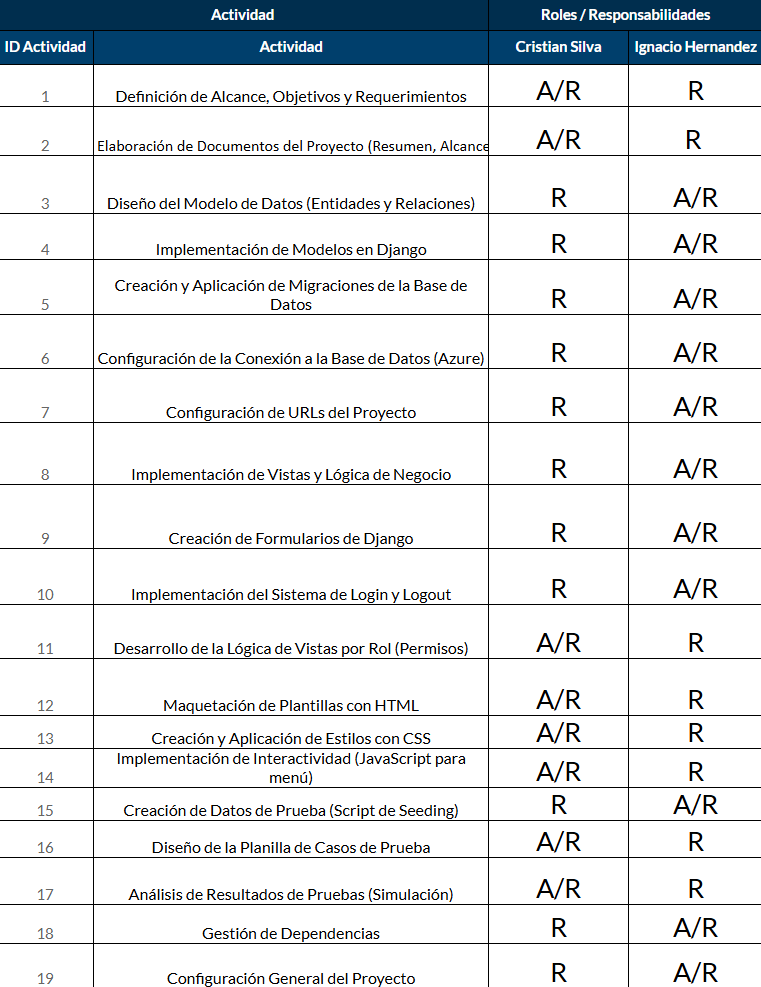 Actividad Roles / Responsabilidades
ID Actividad Actividad Cristian Silva Ignacio Hernandez
1 Definición de Alcance, Objetivos y Requerimientos A/R R
2 Elaboración de Documentos del Proyecto (Resumen, Alcance A/R R
3 Diseño del Modelo de Datos (Entidades y Relaciones) R A/R
4 Implementación de Modelos en Django R A/R
Creación y Aplicación de Migraciones de la Base de
5 Datos R A/R
6 Configuración de la Conexión a la Base de Datos (Azure) R A/R
7 Configuración de URLs del Proyecto R A/R
8 Implementación de Vistas y Lógica de Negocio R A/R
9 Creación de Formularios de Django R A/R
10 Implementación del Sistema de Login y Logout R A/R
11 Desarrollo de la Lógica de Vistas por Rol (Permisos) A/R R
12 Maquetación de Plantillas con HTML A/R R
13 Creación y Aplicación de Estilos con CSS A/R R
Implementación de Interactividad (JavaScript para
14 menú) A/R R
15 Creación de Datos de Prueba (Script de Seeding) R A/R
16 Diseño de la Planilla de Casos de Prueba A/R R
17 Análisis de Resultados de Pruebas (Simulación) A/R R
18 Gestión de Dependencias R A/R
19 Configuración General del Proyecto R A/R